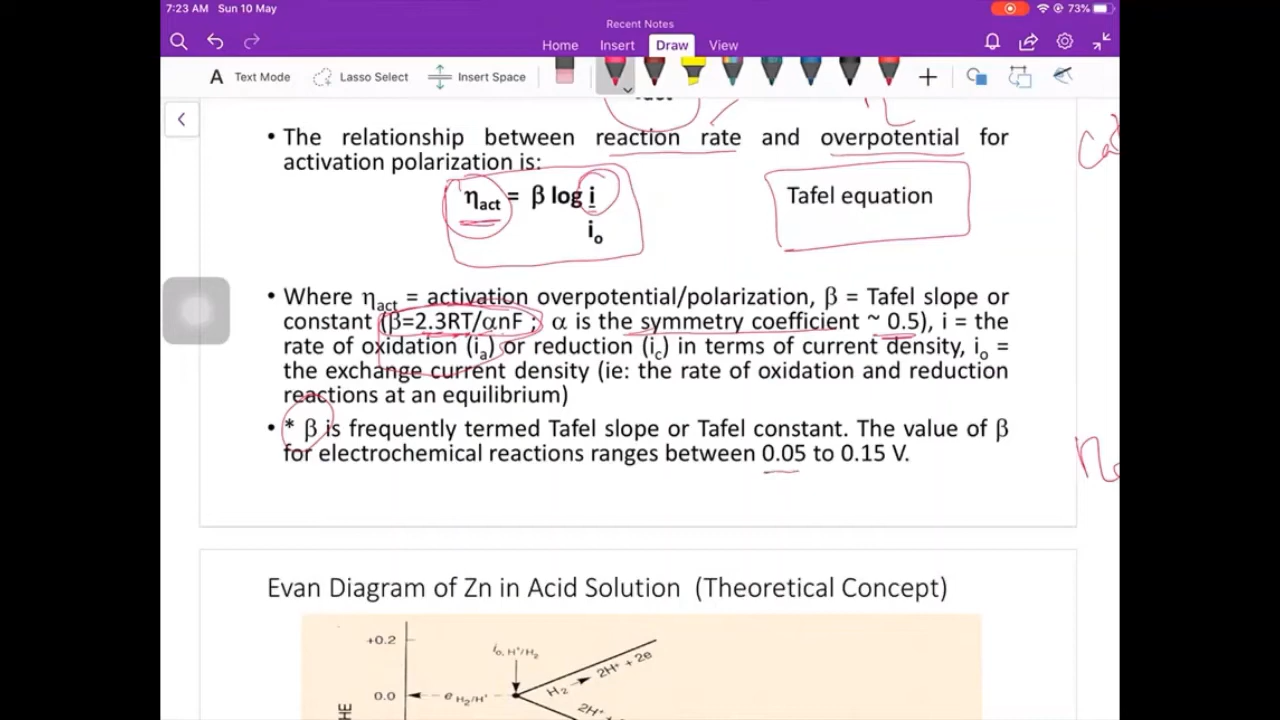 7:23 AM Sun 10 May
73%
Recent Notes
Home Insert Draw View
A Text Mode Lasso Select Insert Space
• The relationship between reaction rate and overpotential for
activation polarization is:
ηact = β log i
io
Tafel equation
• Where ηact = activation overpotential/polarization, β = Tafel slope or
constant (β=2.3RT/αnF ; α is the symmetry coefficient ~ 0.5), i = the
rate of oxidation (ia) or reduction (ic) in terms of current density, io =
the exchange current density (ie: the rate of oxidation and reduction
reactions at an equilibrium)
• * β is frequently termed Tafel slope or Tafel constant. The value of β
for electrochemical reactions ranges between 0.05 to 0.15 V.
Evan Diagram of Zn in Acid Solution (Theoretical Concept)
+0.2
io, H+/H2
H2 → 2H+ + 2e
0.0
e H2/H+
2H+ +
HE